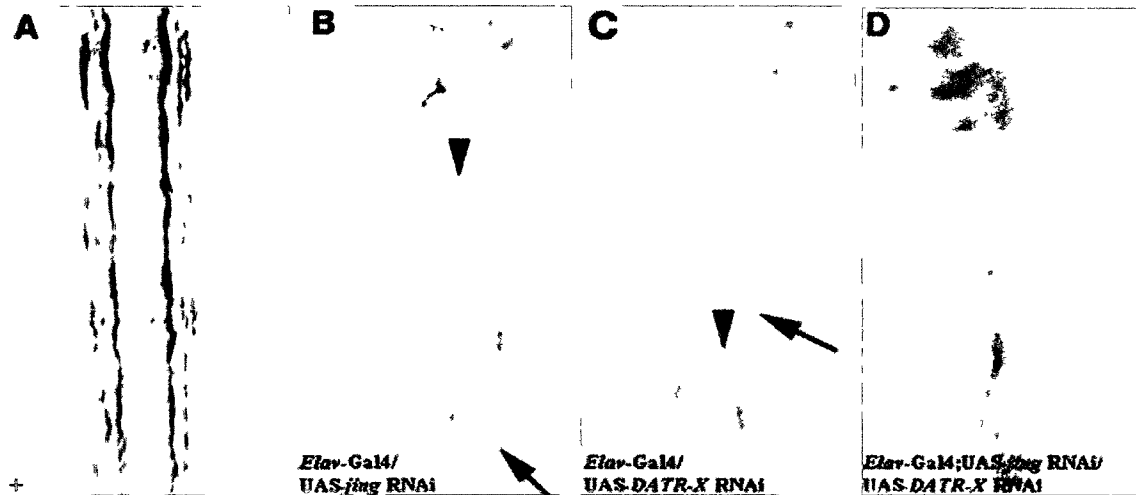 A
B
C
D
+
Elav-Gal4/
UAS-jing RNAi
Elav-Gal4/
UAS-DATR-X RNAi
Elav-Gal4;UAS-jing RNAi/
UAS-DATR-X RNAi